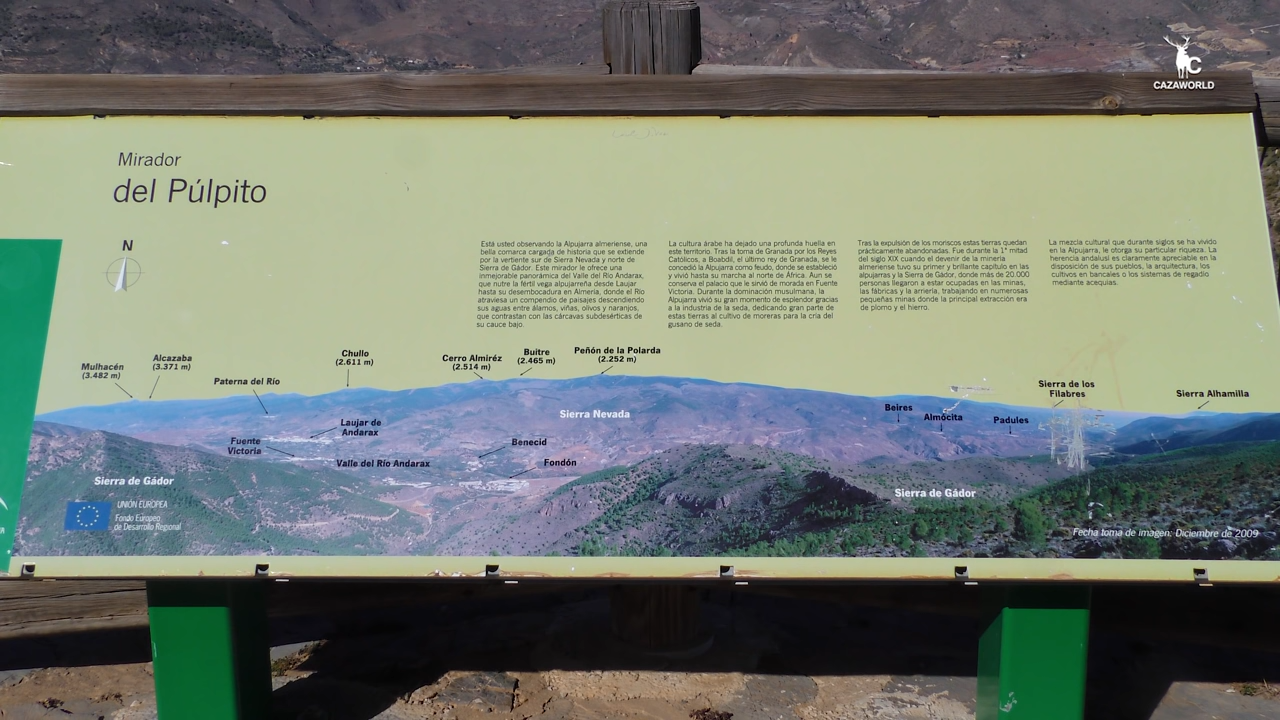 CAZAWORLD
Mirador
del Púlpito
N
Está usted observando la Alpujarra almeriense, una
bella comarca cargada de historia que se extiende
por la vertiente sur de Sierra Nevada y norte de
Sierra de Gádor. Este mirador le ofrece una
inmejorable panorámica del Valle del Río Andarax,
que nutre la fértil vega alpujarreña desde Laujar
hasta su desembocadura en Almería, donde el Río
atraviesa un compendio de paisajes descendiendo
sus aguas entre álamos, viñas, olivos y naranjos,
que contrastan con las cárcavas subdesérticas de
su cauce bajo.
La cultura árabe ha dejado una profunda huella en
este territorio. Tras la toma de Granada por los Reyes
Católicos, a Boabdil, el último rey de Granada, se le
concedió la Alpujarra como feudo, donde se estableció
y vivió hasta su marcha al norte de África. Aun se
conserva el palacio que le sirvió de morada en Fuente
Victoria. Durante la dominación musulmana, la
Alpujarra vivió su gran momento de esplendor gracias
a la industria de la seda, dedicando gran parte de
estas tierras al cultivo de moreras para la cría del
gusano de seda.
Tras la expulsión de los moriscos estas tierras quedan
prácticamente abandonadas. Fue durante la 1ª mitad
del siglo XIX cuando el devenir de la minería
almeriense tuvo su primer y brillante capítulo en las
alpujarras y la Sierra de Gádor, donde más de 20.000
personas llegaron a estar ocupadas en las minas,
las fábricas y la arriería, trabajando en numerosas
pequeñas minas donde la principal extracción era
de plomo y el hierro.
La mezcla cultural que durante siglos se ha vivido
en la Alpujarra, le otorga su particular riqueza. La
herencia andalusí es claramente apreciable en la
disposición de sus pueblos, la arquitectura, los
cultivos en bancales o los sistemas de regadío
mediante acequias.
Mulhacén
(3.482 m)
Alcazaba
(3.371 m)
Paterna del Río
Chullo
(2.611 m)
Cerro Almiréz
(2.514 m)
Buitre
(2.465 m)
Peñón de la Polarda
(2.252 m)
Sierra de los
Filabres
Sierra Alhamilla
Sierra Nevada
Beires
Almócita
Padules
Laujar de
Andarax
Fuente
Victoria
Benecid
Valle del Río Andarax
Fondón
Sierra de Gádor
Sierra de Gádor
UNIÓN EUROPEA
Fondo Europeo
de Desarrollo Regional
Fecha toma de imagen: Diciembre de 2009